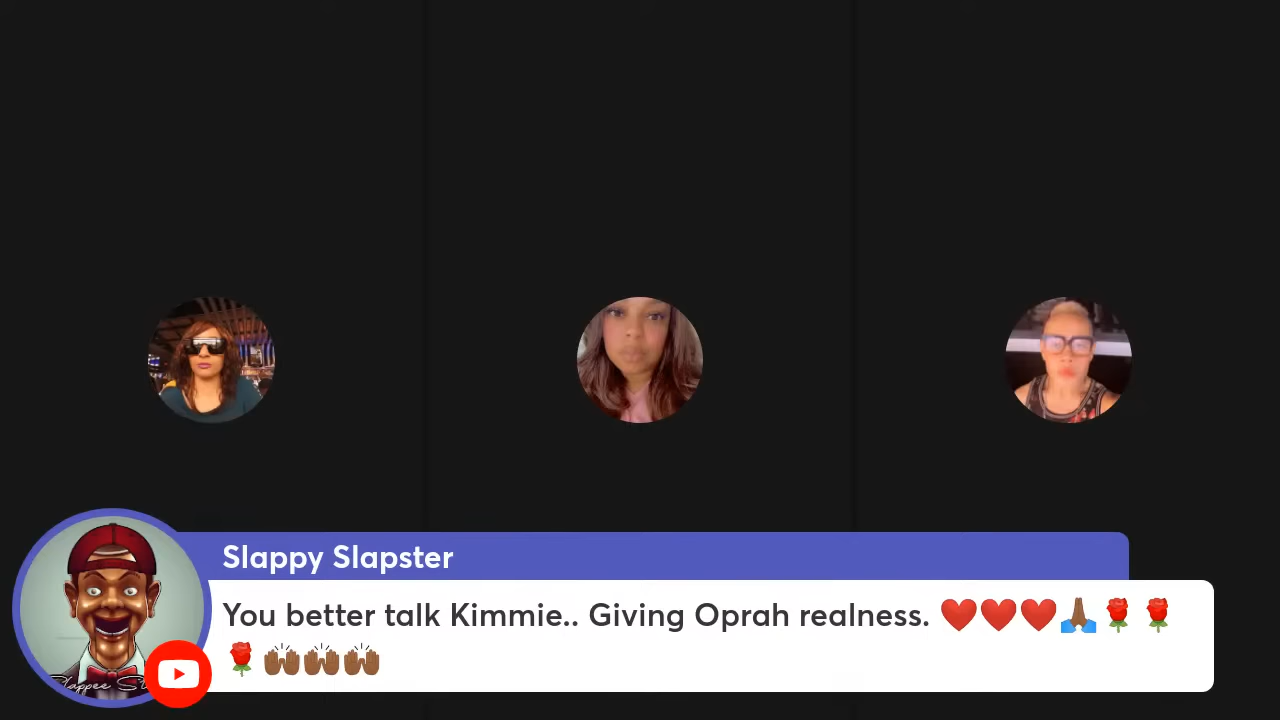 Slappy Slapster
You better talk Kimmie.. Giving Oprah realness. ❤️❤️❤️🙏🏾🌹🌹
🌹🙌🏾🙌🏾🙌🏾